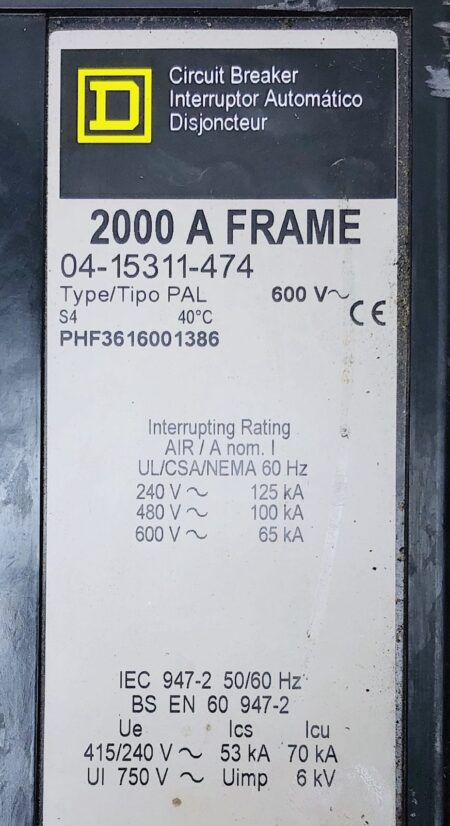 D
Circuit Breaker
Interruptor Automático
Disjoncteur
2000 A FRAME
04-15311-474
Type/Tipo PAL 600 V~
S4 40°C CE
PHF3616001386
Interrupting Rating
AIR / A nom. I
UL/CSA/NEMA 60 Hz
240 V ~ 125 kA
480 V ~ 100 kA
600 V ~ 65 kA
IEC 947-2 50/60 Hz
BS EN 60 947-2
Ue Ics Icu
415/240 V ~ 53 kA 70 kA
UI 750 V ~ Uimp 6 kV